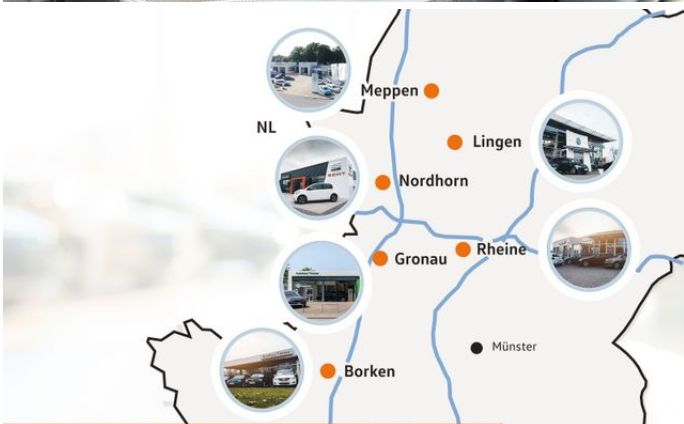 Meppen
NL
Lingen
Nordhorn
Gronau
Rheine
Münster
Borken